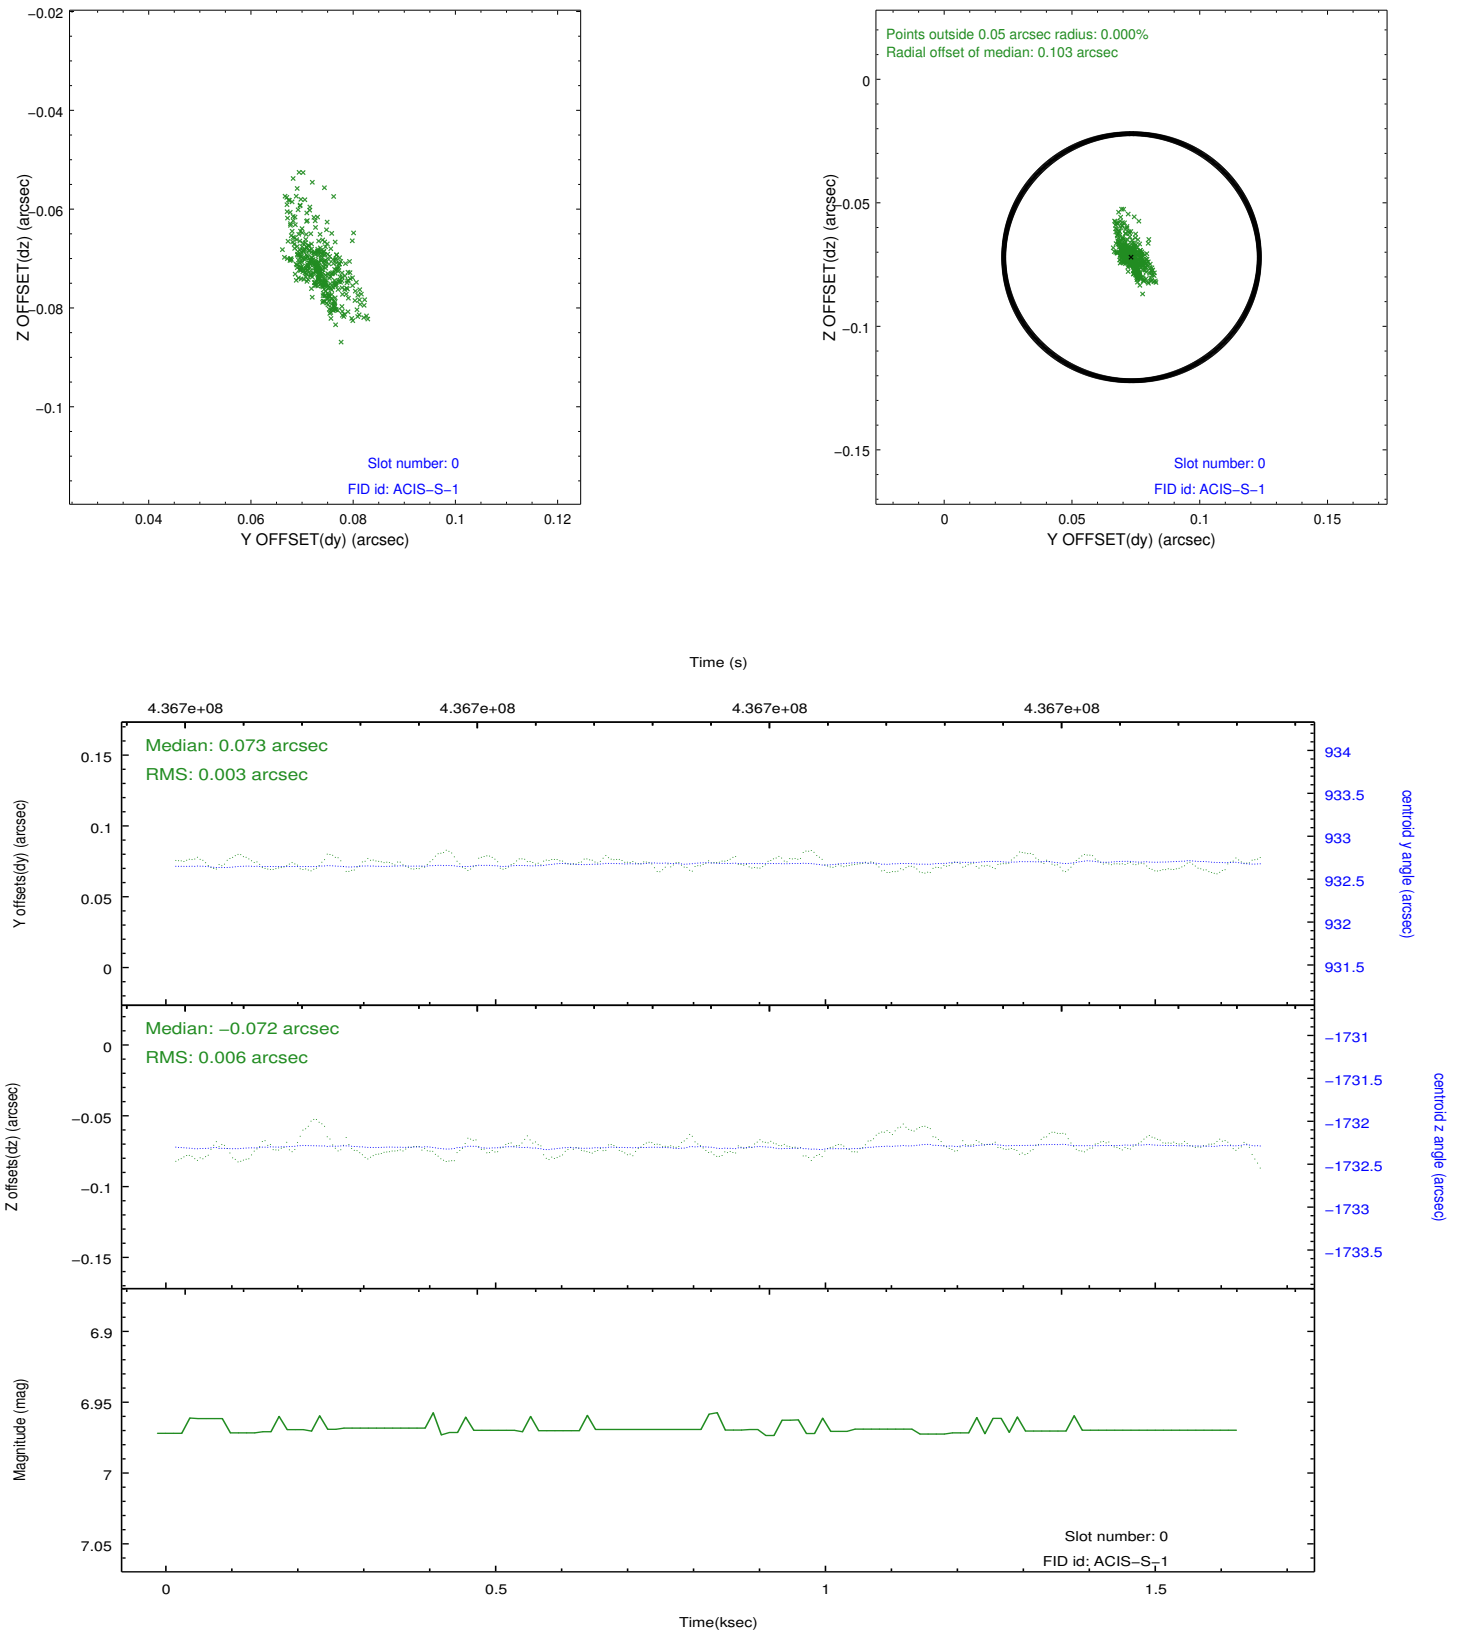 −0.02
−0.04
−0.06
−0.08
−0.1
Z OFFSET(dz) (arcsec)
Slot number: 0
FID id: ACIS−S−1
0.04 0.06 0.08 0.1 0.12
Y OFFSET(dy) (arcsec)
Points outside 0.05 arcsec radius: 0.000%
Radial offset of median: 0.103 arcsec
0
−0.05
−0.1
−0.15
Z OFFSET(dz) (arcsec)
Slot number: 0
FID id: ACIS−S−1
0 0.05 0.1 0.15
Y OFFSET(dy) (arcsec)
Time (s)
4.367e+08 4.367e+08 4.367e+08 4.367e+08
Median: 0.073 arcsec
RMS: 0.003 arcsec
0.15
0.1
0.05
0
Y offsets(dy) (arcsec)
934
933.5
933
932.5
932
931.5
centroid y angle (arcsec)
Median: −0.072 arcsec
RMS: 0.006 arcsec
0
−0.05
−0.1
−0.15
Z offsets(dz) (arcsec)
−1731
−1731.5
−1732
−1732.5
−1733
−1733.5
centroid z angle (arcsec)
6.9
6.95
7
7.05
Magnitude (mag)
Slot number: 0
FID id: ACIS−S−1
0 0.5 1 1.5
Time(ksec)